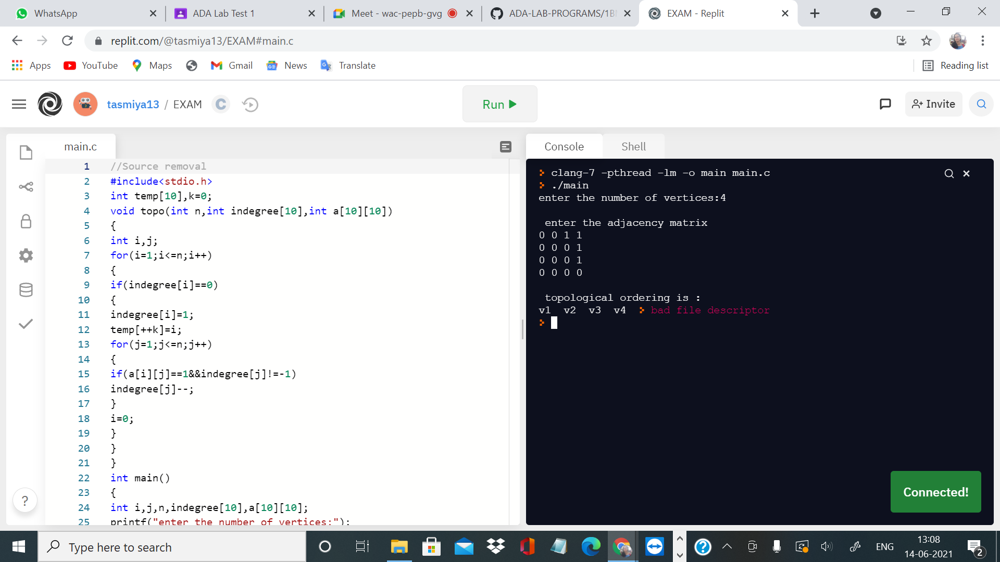 WhatsApp
ADA Lab Test 1
Meet - wac-pepb-gvg
ADA-LAB-PROGRAMS/1B
EXAM - Replit
replit.com/@tasmiya13/EXAM#main.c
Apps YouTube Maps Gmail News Translate Reading list
tasmiya13 / EXAM C
Run
Invite
main.c
1 //Source removal
2 #include<stdio.h>
3 int temp[10],k=0;
4 void topo(int n,int indegree[10],int a[10][10])
5 {
6 int i,j;
7 for(i=1;i<=n;i++)
8 {
9 if(indegree[i]==0)
10 {
11 indegree[i]=1;
12 temp[++k]=i;
13 for(j=1;j<=n;j++)
14 {
15 if(a[i][j]==1&&indegree[j]!=-1)
16 indegree[j]--;
17 }
18 i=0;
19 }
20 }
21 }
22 int main()
23 {
24 int i,j,n,indegree[10],a[10][10];
25 printf("enter the number of vertices:");
?
Console Shell
clang-7 -pthread -lm -o main main.c
./main
enter the number of vertices:4
enter the adjacency matrix
0 0 1 1
0 0 0 1
0 0 0 1
0 0 0 0
topological ordering is :
v1 v2 v3 v4 bad file descriptor
Connected!
Type here to search
ENG
13:08
14-06-2021
2